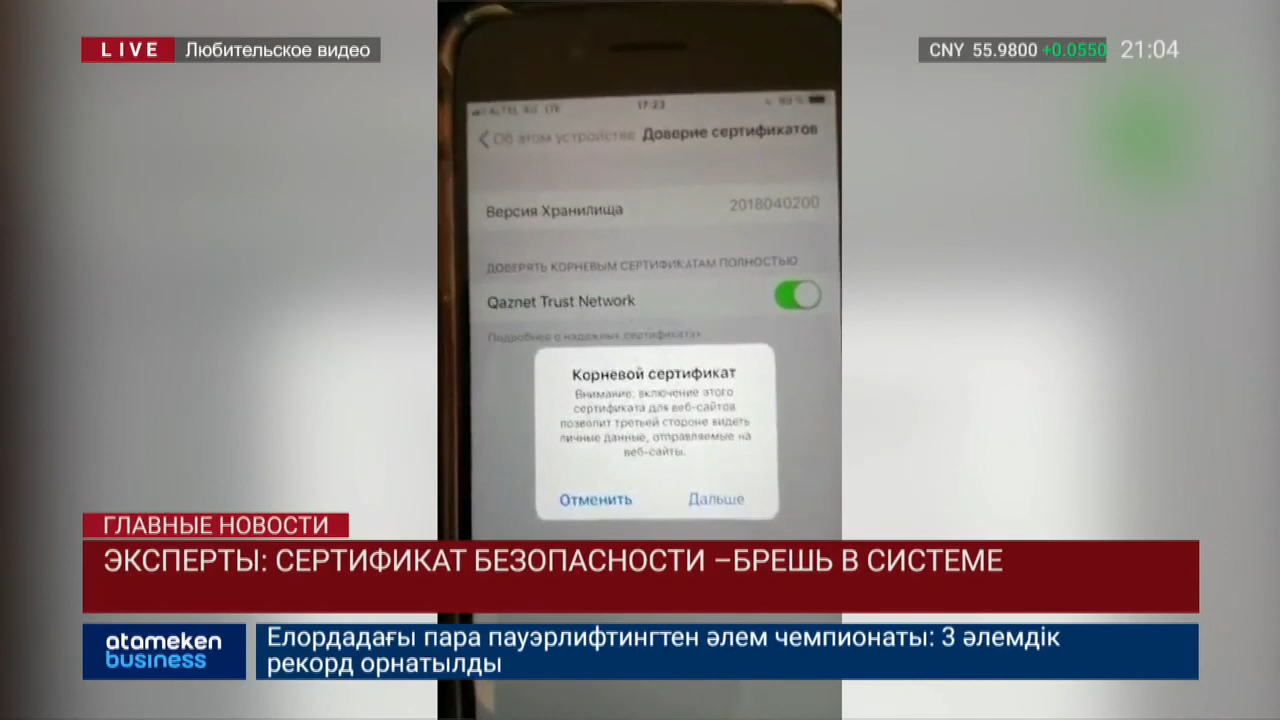 LIVE Любительское видео
CNY 55.9800 +0.0550 21:04
17:23
Об этом устройстве Доверие сертификатов
Версия Хранилища 2018040200
ДОВЕРЯТЬ КОРНЕВЫМ СЕРТИФИКАТАМ ПОЛНОСТЬЮ
Qaznet Trust Network
Подробнее о надежных сертификатах
Корневой сертификат
Внимание: включение этого
сертификата для веб-сайтов
позволит третьей стороне видеть
личные данные, отправляемые на
веб-сайты.
Отменить Дальше
ГЛАВНЫЕ НОВОСТИ
ЭКСПЕРТЫ: СЕРТИФИКАТ БЕЗОПАСНОСТИ –БРЕШЬ В СИСТЕМЕ
atameken
business
Елордадағы пара пауэрлифтингтен әлем чемпионаты: 3 әлемдік
рекорд орнатылды